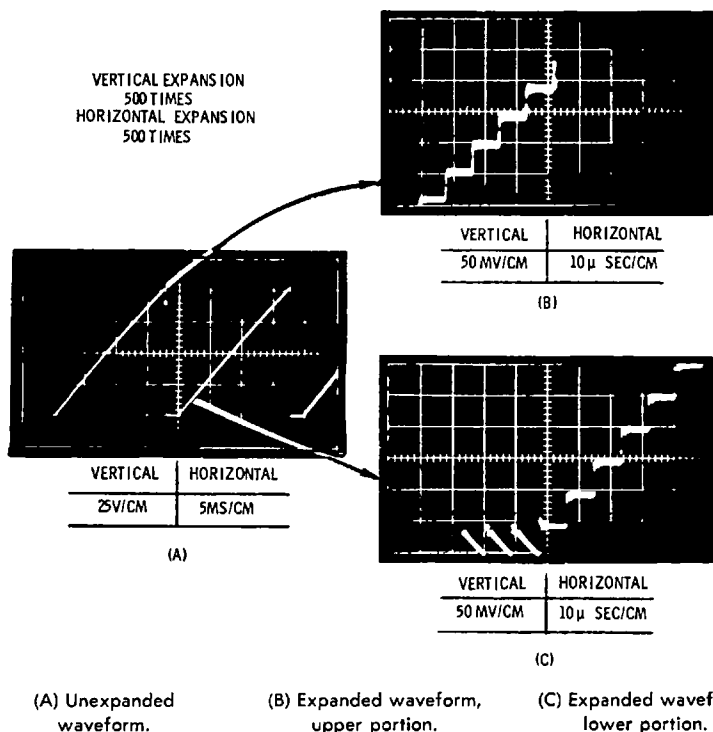 VERTICAL EXPANSION
500 TIMES
HORIZONTAL EXPANSION
500 TIMES
VERTICAL HORIZONTAL
50 MV/CM 10 μ SEC/CM
(B)
VERTICAL HORIZONTAL
25V/CM 5MS/CM
(A)
VERTICAL HORIZONTAL
50 MV/CM 10 μ SEC/CM
(C)
(A) Unexpanded
waveform.
(B) Expanded waveform,
upper portion.
(C) Expanded wavef
lower portion.